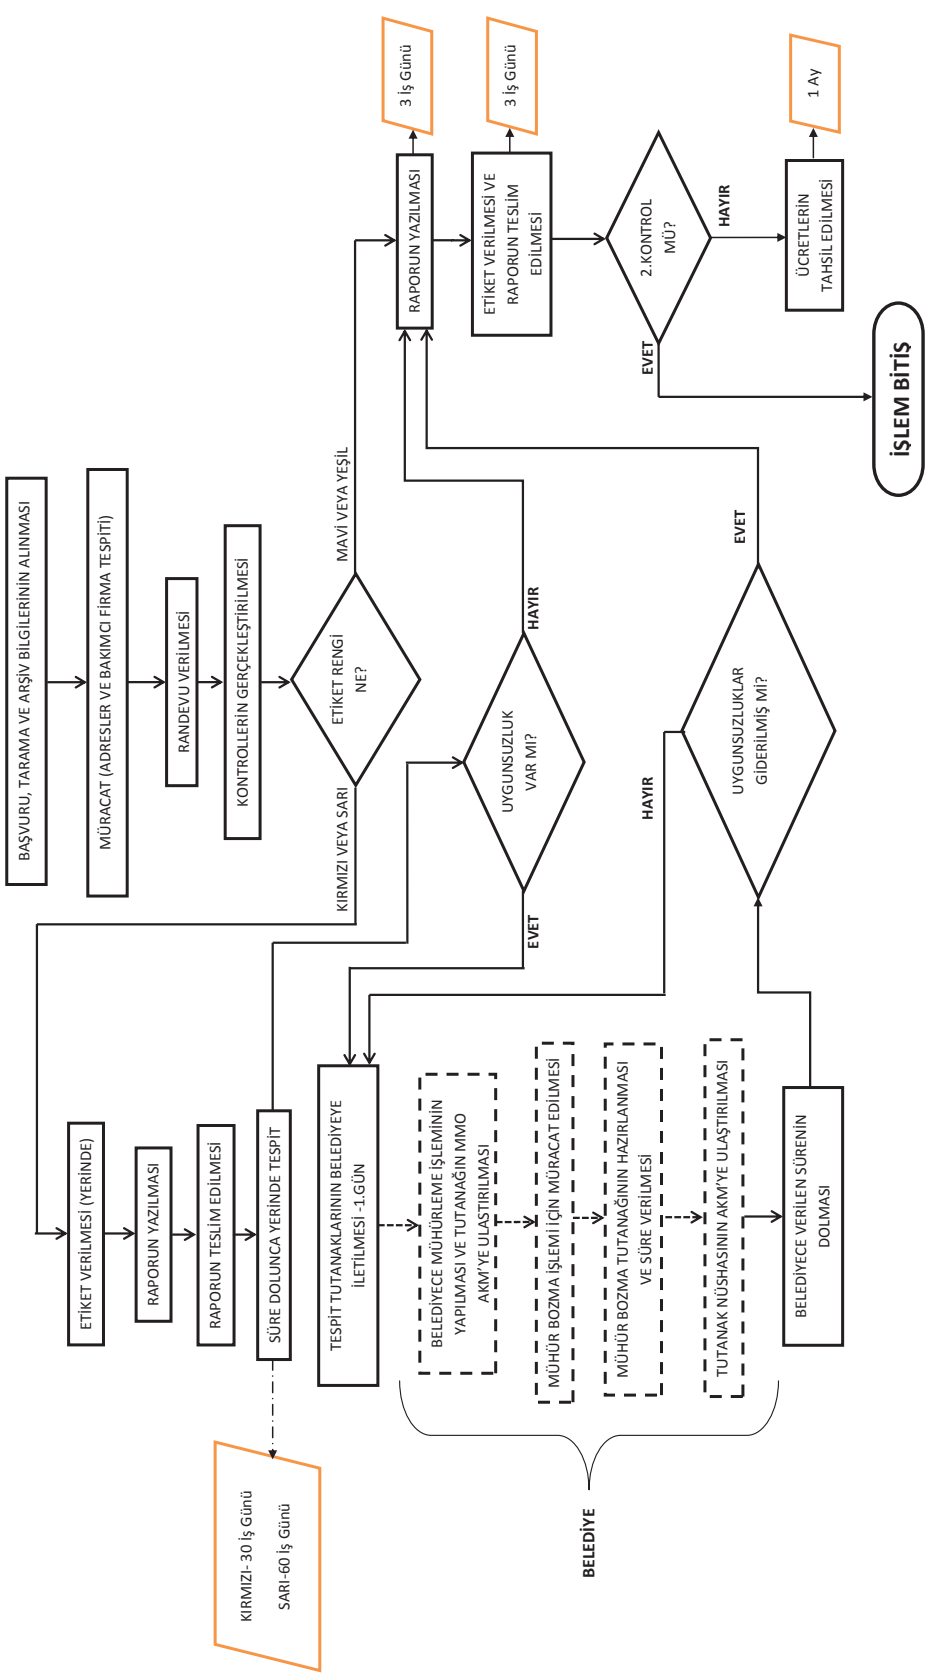 BAŞVURU, TARAMA VE ARŞİV BİLGİLERİNİN ALINMASI
MÜRACAT (ADRESLER VE BAKIMCI FİRMA TESPİTİ)
RANDEVU VERİLMESİ
KONTROLLERİN GERÇEKLEŞTİRİLMESİ
ETİKET RENGİ
NE?
KIRMIZI VEYA SARI
MAVİ VEYA YEŞİL
ETİKET VERİLMESİ (YERİNDE)
RAPORUN YAZILMASI
RAPORUN TESLİM EDİLMESİ
SÜRE DOLUNCA YERİNDE TESPİT
KIRMIZI- 30 İş Günü
SARI-60 İş Günü
UYGUNSUZLUK
VAR MI?
EVET
HAYIR
TESPİT TUTANAKLARININ BELEDİYEYE
İLETİLMESİ -1.GÜN
BELEDİYECE MÜHÜRLEME İŞLEMİNİN
YAPILMASI VE TUTANAĞIN MMO
AKM'YE ULAŞTIRILMASI
MÜHÜR BOZMA İŞLEMİ İÇİN MÜRACAT EDİLMESİ
MÜHÜR BOZMA TUTANAĞININ HAZIRLANMASI
VE SÜRE VERİLMESİ
TUTANAK NÜSHASININ AKM'YE ULAŞTIRILMASI
BELEDİYECE VERİLEN SÜRENİN
DOLMASI
BELEDİYE
UYGUNSUZLUKLAR
GİDERİLMİŞ Mİ?
HAYIR
EVET
RAPORUN YAZILMASI
3 İş Günü
ETİKET VERİLMESİ VE
RAPORUN TESLİM
EDİLMESİ
3 İş Günü
2.KONTROL
MÜ?
EVET
HAYIR
ÜCRETLERİN
TAHSİL EDİLMESİ
1 Ay
İŞLEM BİTİŞ